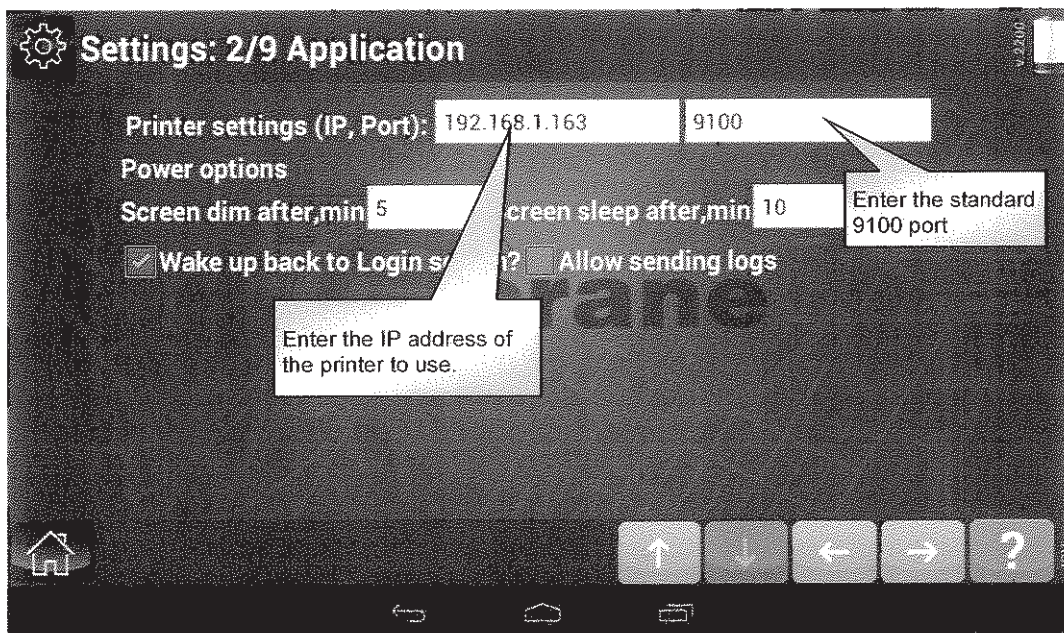 Settings: 2/9 Application
v.2200
Printer settings (IP, Port): 192.168.1.163 9100
Power options
Screen dim after,min 5 creen sleep after,min 10
Enter the standard
9100 port
Wake up back to Login s n? Allow sending logs
rane
Enter the IP address of
the printer to use.
?